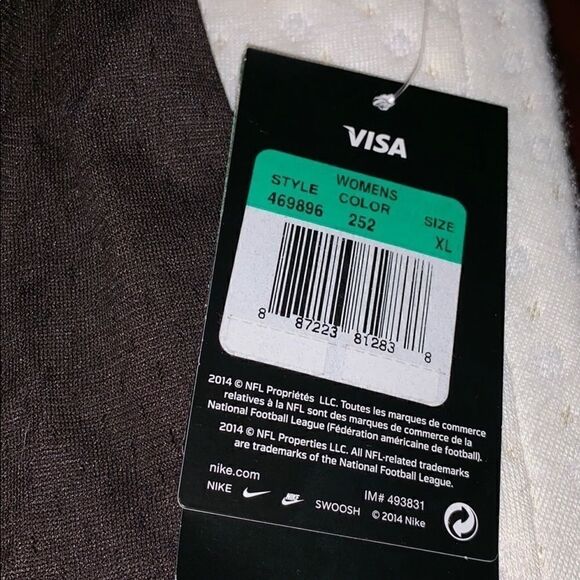 VISA
WOMENS
STYLE COLOR SIZE
469896 252 XL
8 87223 81283 8
2014 © NFL Propriétés LLC. Toutes les marques de commerce
relatives à la NFL sont des marques de commerce de la
National Football League (Fédération américaine de football).
2014 © NFL Properties LLC. All NFL-related trademarks
are trademarks of the National Football League.
nike.com IM# 493831
NIKE NIKE SWOOSH © 2014 Nike